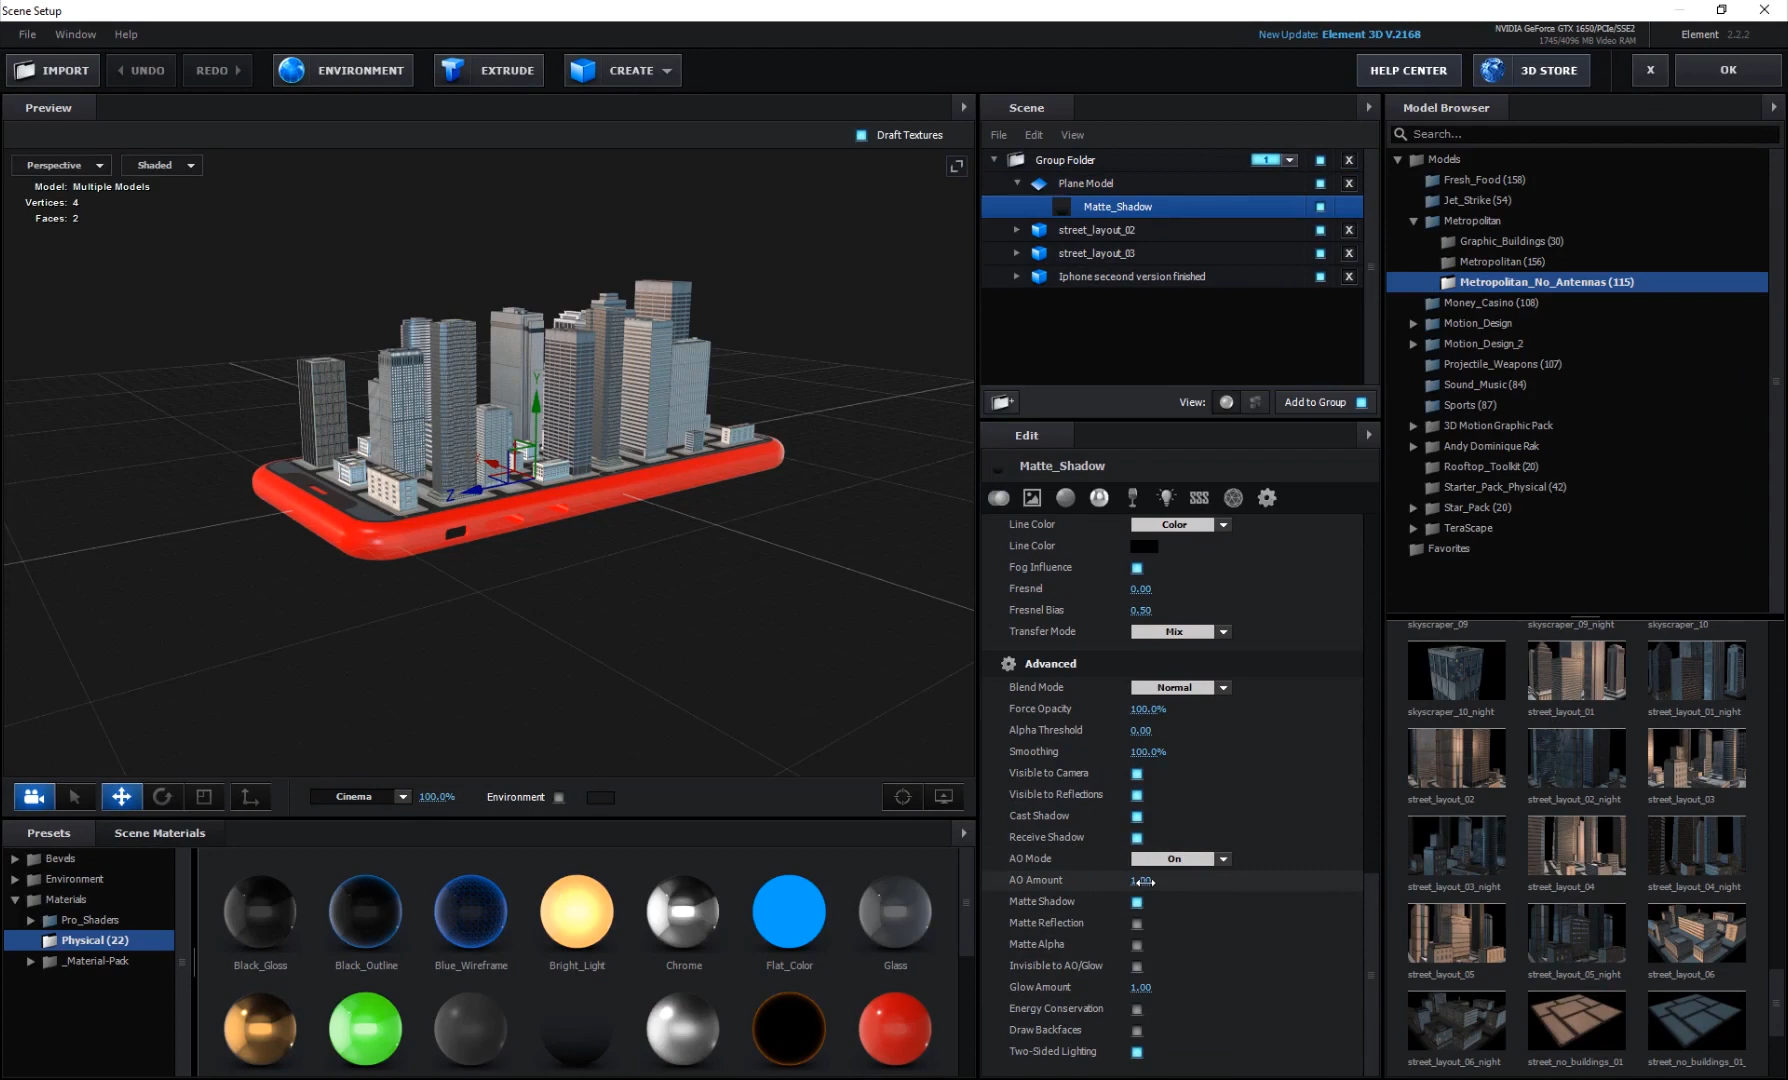 Scene Setup
File Window Help
New Update: Element 3D V.2168
NVIDIA GeForce GTX 1650/PCIe/SSE2
1745/4096 MB Video RAM
Element 2.2.2
IMPORT UNDO REDO ENVIRONMENT EXTRUDE CREATE HELP CENTER 3D STORE X OK
Preview
Draft Textures
Perspective Shaded
Model: Multiple Models
Vertices: 4
Faces: 2
Y
X
Z
Cinema 100.0% Environment
Presets Scene Materials
Bevels
Environment
Materials
Pro_Shaders
Physical (22)
_Material-Pack
Black_Gloss Black_Outline Blue_Wireframe Bright_Light Chrome Flat_Color Glass
Scene
File Edit View
Group Folder 1 X
Plane Model X
Matte_Shadow
street_layout_02 X
street_layout_03 X
Iphone seceond version finished X
View: Add to Group
Edit
Matte_Shadow
SSS
Line Color Color
Line Color
Fog Influence
Fresnel 0.00
Fresnel Bias 0.50
Transfer Mode Mix
Advanced
Blend Mode Normal
Force Opacity 100.0%
Alpha Threshold 0.00
Smoothing 100.0%
Visible to Camera
Visible to Reflections
Cast Shadow
Receive Shadow
AO Mode On
AO Amount 1.00
Matte Shadow
Matte Reflection
Matte Alpha
Invisible to AO/Glow
Glow Amount 1.00
Energy Conservation
Draw Backfaces
Two-Sided Lighting
Model Browser
Search...
Models
Fresh_Food (158)
Jet_Strike (54)
Metropolitan
Graphic_Buildings (30)
Metropolitan (156)
Metropolitan_No_Antennas (115)
Money_Casino (108)
Motion_Design
Motion_Design_2
Projectile_Weapons (107)
Sound_Music (84)
Sports (87)
3D Motion Graphic Pack
Andy Dominique Rak
Rooftop_Toolkit (20)
Starter_Pack_Physical (42)
Star_Pack (20)
TeraScape
Favorites
skyscraper_09 skyscraper_09_night skyscraper_10
skyscraper_10_night street_layout_01 street_layout_01_night
street_layout_02 street_layout_02_night street_layout_03
street_layout_03_night street_layout_04 street_layout_04_night
street_layout_05 street_layout_05_night street_layout_06
street_layout_06_night street_no_buildings_01 street_no_buildings_01_